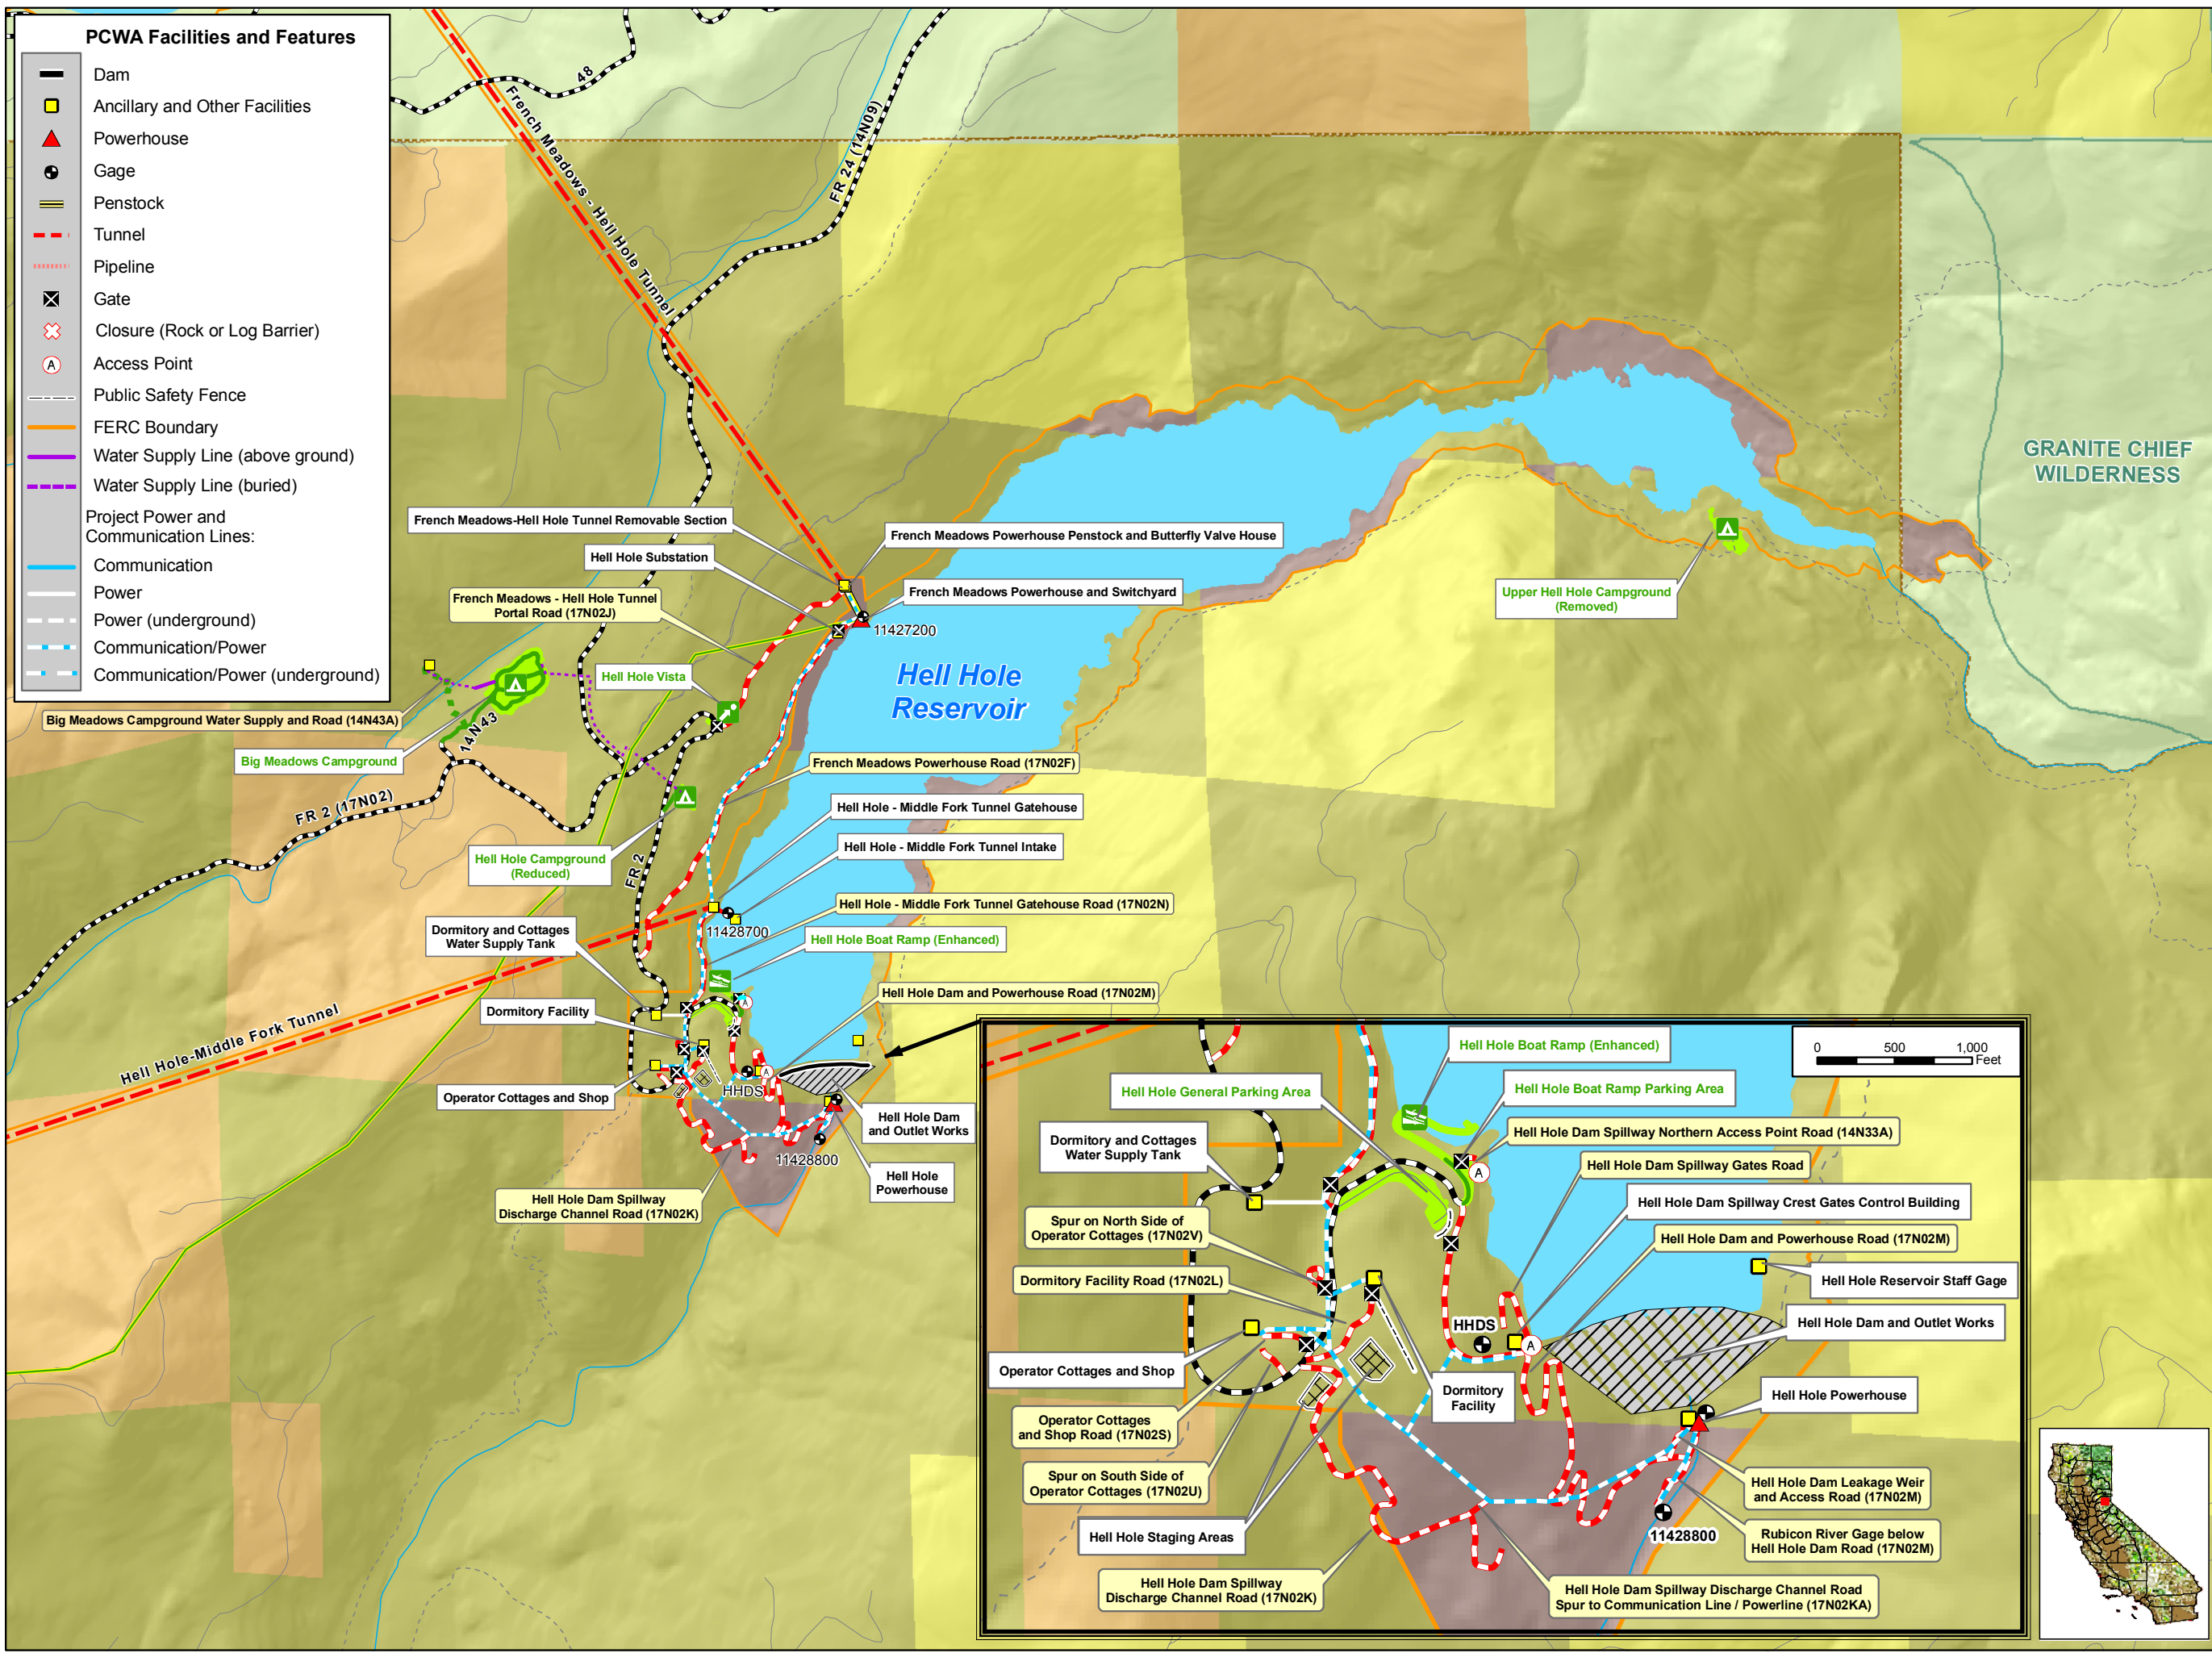 PCWA Facilities and Features
Dam
Ancillary and Other Facilities
Powerhouse
Gage
Penstock
Tunnel
Pipeline
Gate
Closure (Rock or Log Barrier)
A
Access Point
Public Safety Fence
FERC Boundary
Water Supply Line (above ground)
Water Supply Line (buried)
Project Power and
Communication Lines:
Communication
Power
Power (underground)
Communication/Power
Communication/Power (underground)
48
French Meadows - Hell Hole Tunnel
FR 24 (14N09)
GRANITE CHIEF
WILDERNESS
French Meadows-Hell Hole Tunnel Removable Section
French Meadows Powerhouse Penstock and Butterfly Valve House
Hell Hole Substation
French Meadows Powerhouse and Switchyard
French Meadows - Hell Hole Tunnel
Portal Road (17N02J)
11427200
Upper Hell Hole Campground
(Removed)
Hell Hole
Reservoir
Hell Hole Vista
Big Meadows Campground Water Supply and Road (14N43A)
14N43
Big Meadows Campground
French Meadows Powerhouse Road (17N02F)
FR 2 (17N02)
Hell Hole - Middle Fork Tunnel Gatehouse
Hell Hole - Middle Fork Tunnel Intake
Hell Hole Campground
(Reduced)
FR 2
Hell Hole - Middle Fork Tunnel Gatehouse Road (17N02N)
11428700
Dormitory and Cottages
Water Supply Tank
Hell Hole Boat Ramp (Enhanced)
Hell Hole Dam and Powerhouse Road (17N02M)
A
Dormitory Facility
Hell Hole-Middle Fork Tunnel
A
HHDS
Operator Cottages and Shop
Hell Hole Dam
and Outlet Works
11428800
Hell Hole
Powerhouse
Hell Hole Dam Spillway
Discharge Channel Road (17N02K)
0 500 1,000
Feet
Hell Hole Boat Ramp (Enhanced)
Hell Hole General Parking Area
Hell Hole Boat Ramp Parking Area
Dormitory and Cottages
Water Supply Tank
Hell Hole Dam Spillway Northern Access Point Road (14N33A)
A
Hell Hole Dam Spillway Gates Road
Hell Hole Dam Spillway Crest Gates Control Building
Spur on North Side of
Operator Cottages (17N02V)
Hell Hole Dam and Powerhouse Road (17N02M)
Dormitory Facility Road (17N02L)
Hell Hole Reservoir Staff Gage
HHDS
A
Hell Hole Dam and Outlet Works
Operator Cottages and Shop
Dormitory
Facility
Hell Hole Powerhouse
Operator Cottages
and Shop Road (17N02S)
Spur on South Side of
Operator Cottages (17N02U)
Hell Hole Dam Leakage Weir
and Access Road (17N02M)
Hell Hole Staging Areas
11428800
Rubicon River Gage below
Hell Hole Dam Road (17N02M)
Hell Hole Dam Spillway
Discharge Channel Road (17N02K)
Hell Hole Dam Spillway Discharge Channel Road
Spur to Communication Line / Powerline (17N02KA)